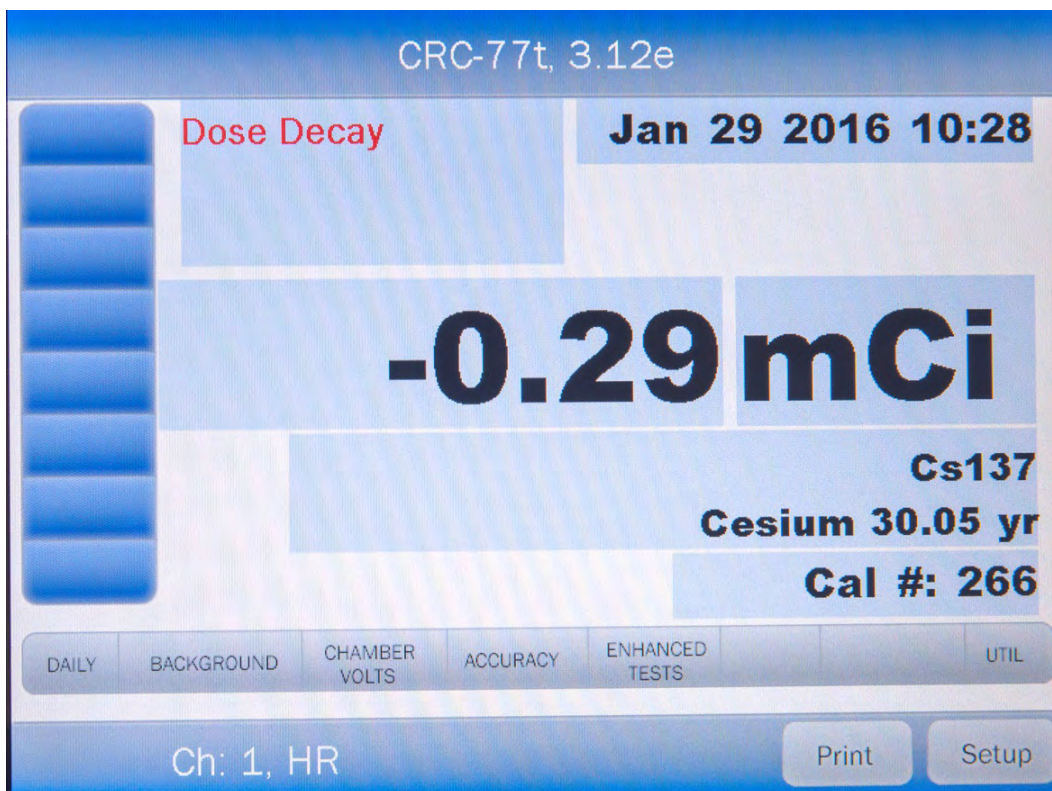 CRC-77t, 3.12e
Dose Decay
Jan 29 2016 10:28
-0.29 mCi
Cs137
Cesium 30.05 yr
Cal #: 266
DAILY
BACKGROUND
CHAMBER
VOLTS
ACCURACY
ENHANCED
TESTS
UTIL
Ch: 1, HR
Print
Setup